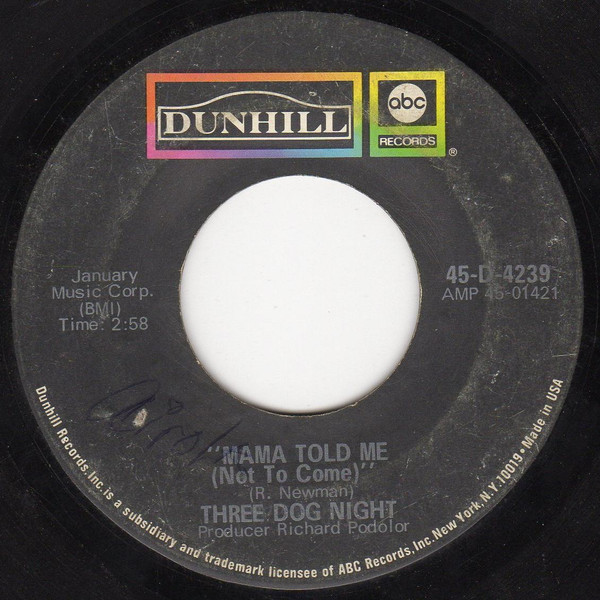 DUNHILL
abc
RECORDS
®
January
Music Corp.
(BMI)
Time: 2:58
45-D-4239
AMP 45-01421
"MAMA TOLD ME
(Not To Come)"
(R. Newman)
THREE DOG NIGHT
Producer Richard Podolor
Dunhill Records, Inc. is a subsidiary and trademark licensee of ABC Records, Inc. New York, N.Y. 10019 • Made in USA